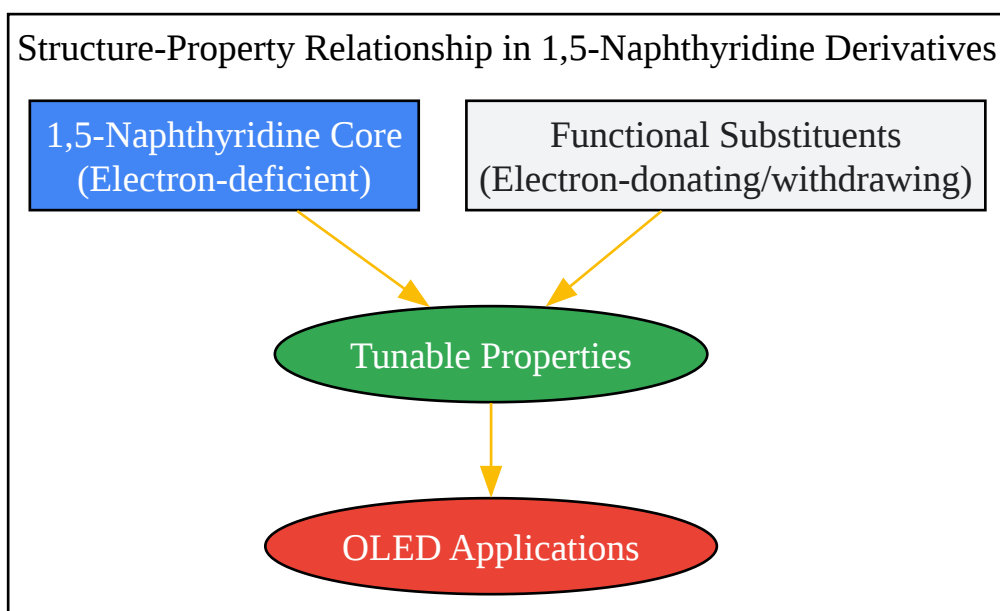 Structure-Property Relationship in 1,5-Naphthyridine Derivatives
1,5-Naphthyridine Core
(Electron-deficient)
Functional Substituents
(Electron-donating/withdrawing)
Tunable Properties
OLED Applications